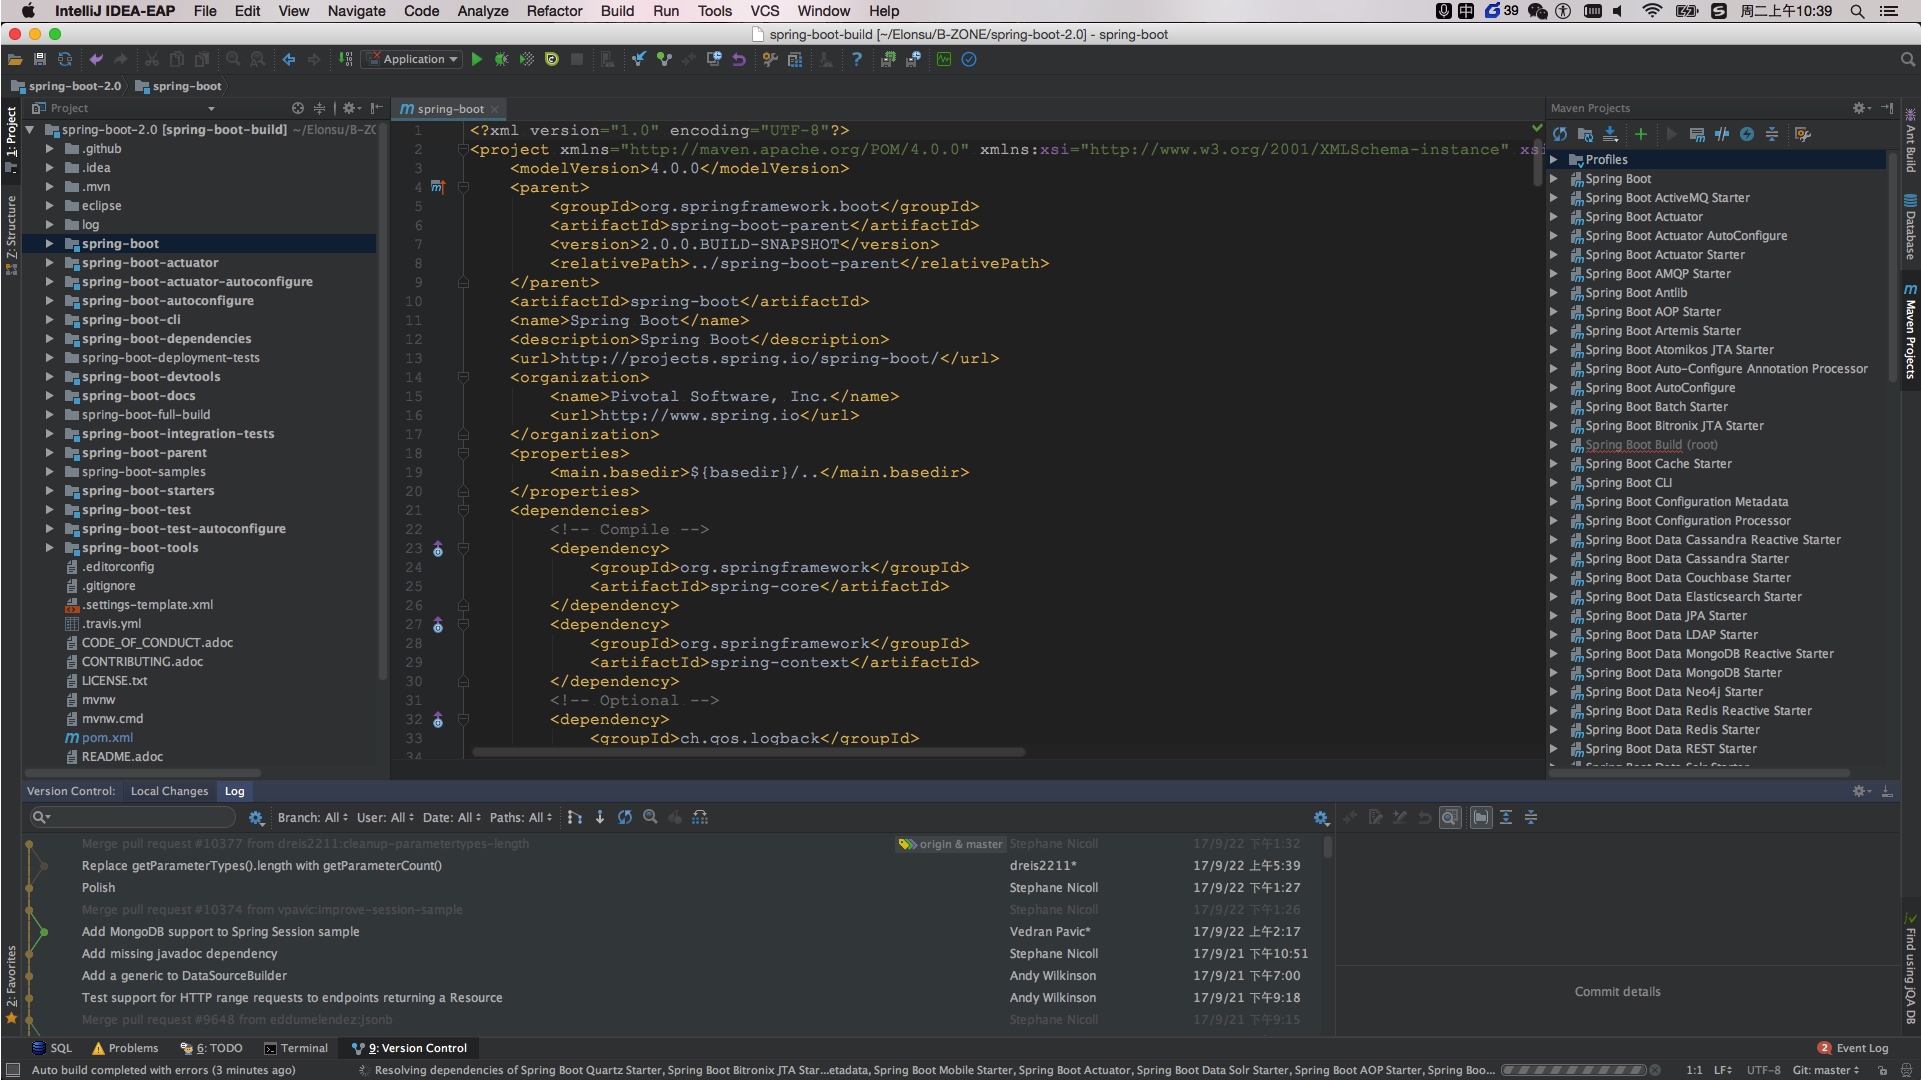 IntelliJ IDEA-EAP File Edit View Navigate Code Analyze Refactor Build Run Tools VCS Window Help 中 39 周二上午10:39
spring-boot-build [~/Elonsu/B-ZONE/spring-boot-2.0] - spring-boot
Application
spring-boot-2.0 spring-boot
1: Project
Z: Structure
2: Favorites
Project
spring-boot-2.0 [spring-boot-build] ~/Elonsu/B-ZO
.github
.idea
.mvn
eclipse
log
spring-boot
spring-boot-actuator
spring-boot-actuator-autoconfigure
spring-boot-autoconfigure
spring-boot-cli
spring-boot-dependencies
spring-boot-deployment-tests
spring-boot-devtools
spring-boot-docs
spring-boot-full-build
spring-boot-integration-tests
spring-boot-parent
spring-boot-samples
spring-boot-starters
spring-boot-test
spring-boot-test-autoconfigure
spring-boot-tools
.editorconfig
.gitignore
.settings-template.xml
.travis.yml
CODE_OF_CONDUCT.adoc
CONTRIBUTING.adoc
LICENSE.txt
mvnw
mvnw.cmd
pom.xml
README.adoc
spring-boot
1 <?xml version="1.0" encoding="UTF-8"?>
2 <project xmlns="http://maven.apache.org/POM/4.0.0" xmlns:xsi="http://www.w3.org/2001/XMLSchema-instance" xsi
3 <modelVersion>4.0.0</modelVersion>
4 <parent>
5 <groupId>org.springframework.boot</groupId>
6 <artifactId>spring-boot-parent</artifactId>
7 <version>2.0.0.BUILD-SNAPSHOT</version>
8 <relativePath>../spring-boot-parent</relativePath>
9 </parent>
10 <artifactId>spring-boot</artifactId>
11 <name>Spring Boot</name>
12 <description>Spring Boot</description>
13 <url>http://projects.spring.io/spring-boot/</url>
14 <organization>
15 <name>Pivotal Software, Inc.</name>
16 <url>http://www.spring.io</url>
17 </organization>
18 <properties>
19 <main.basedir>${basedir}/..</main.basedir>
20 </properties>
21 <dependencies>
22 <!-- Compile -->
23 <dependency>
24 <groupId>org.springframework</groupId>
25 <artifactId>spring-core</artifactId>
26 </dependency>
27 <dependency>
28 <groupId>org.springframework</groupId>
29 <artifactId>spring-context</artifactId>
30 </dependency>
31 <!-- Optional -->
32 <dependency>
33 <groupId>ch.qos.logback</groupId>
34
Maven Projects
Profiles
Spring Boot
Spring Boot ActiveMQ Starter
Spring Boot Actuator
Spring Boot Actuator AutoConfigure
Spring Boot Actuator Starter
Spring Boot AMQP Starter
Spring Boot Antlib
Spring Boot AOP Starter
Spring Boot Artemis Starter
Spring Boot Atomikos JTA Starter
Spring Boot Auto-Configure Annotation Processor
Spring Boot AutoConfigure
Spring Boot Batch Starter
Spring Boot Bitronix JTA Starter
Spring Boot Build (root)
Spring Boot Cache Starter
Spring Boot CLI
Spring Boot Configuration Metadata
Spring Boot Configuration Processor
Spring Boot Data Cassandra Reactive Starter
Spring Boot Data Cassandra Starter
Spring Boot Data Couchbase Starter
Spring Boot Data Elasticsearch Starter
Spring Boot Data JPA Starter
Spring Boot Data LDAP Starter
Spring Boot Data MongoDB Reactive Starter
Spring Boot Data MongoDB Starter
Spring Boot Data Neo4j Starter
Spring Boot Data Redis Reactive Starter
Spring Boot Data Redis Starter
Spring Boot Data REST Starter
Spring Boot Data Solr Starter
Ant Build
Database
Maven Projects
Find using jQA DB
Version Control: Local Changes Log
Branch: All User: All Date: All Paths: All
Merge pull request #10377 from dreis2211:cleanup-parametertypes-length origin & master Stephane Nicoll 17/9/22 下午1:32
Replace getParameterTypes().length with getParameterCount() dreis2211* 17/9/22 上午5:39
Polish Stephane Nicoll 17/9/22 下午1:27
Merge pull request #10374 from vpavic:improve-session-sample Stephane Nicoll 17/9/22 下午1:26
Add MongoDB support to Spring Session sample Vedran Pavic* 17/9/22 上午2:17
Add missing javadoc dependency Stephane Nicoll 17/9/21 下午10:51
Add a generic to DataSourceBuilder Andy Wilkinson 17/9/21 下午7:00
Test support for HTTP range requests to endpoints returning a Resource Andy Wilkinson 17/9/21 下午9:18
Merge pull request #9648 from eddumelendez:jsonb Stephane Nicoll 17/9/21 下午9:15
Commit details
SQL Problems 6: TODO Terminal 9: Version Control 2 Event Log
Auto build completed with errors (3 minutes ago) Resolving dependencies of Spring Boot Quartz Starter, Spring Boot Bitronix JTA Star...etadata, Spring Boot Mobile Starter, Spring Boot Actuator, Spring Boot Data Solr Starter, Spring Boot AOP Starter, Spring Boo... 1:1 LF UTF-8 Git: master